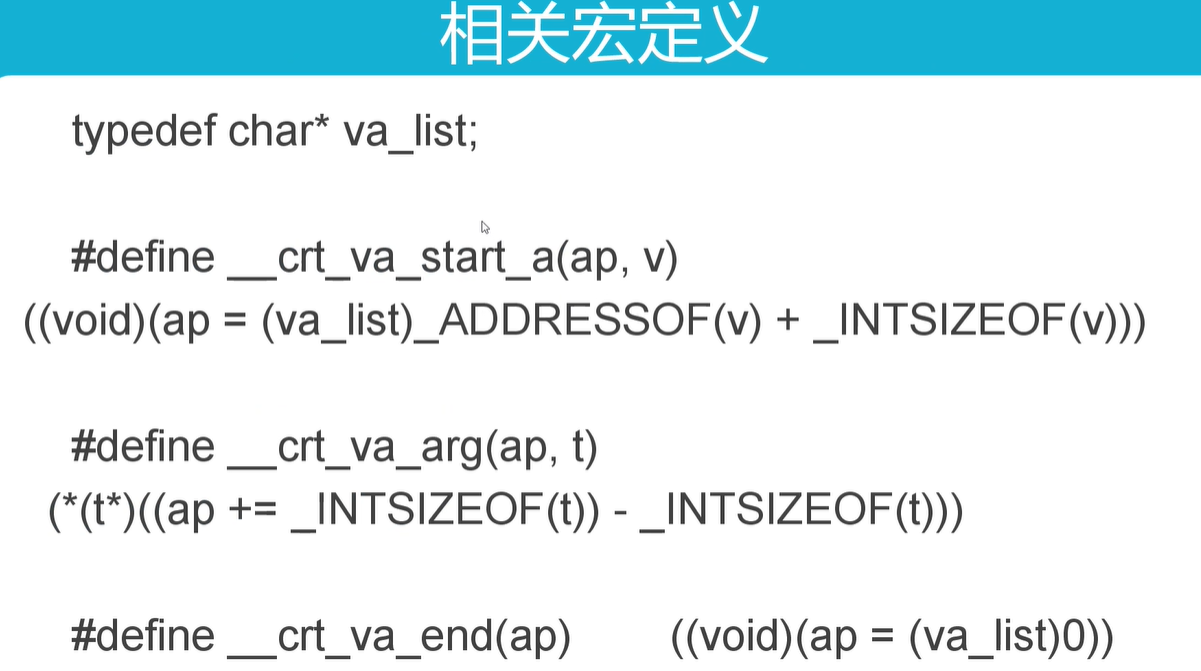 相关宏定义
typedef char* va_list;
#define __crt_va_start_a(ap, v)
((void)(ap = (va_list)_ADDRESSOF(v) + _INTSIZEOF(v)))
#define __crt_va_arg(ap, t)
(*(t*)((ap += _INTSIZEOF(t)) - _INTSIZEOF(t)))
#define __crt_va_end(ap) ((void)(ap = (va_list)0))